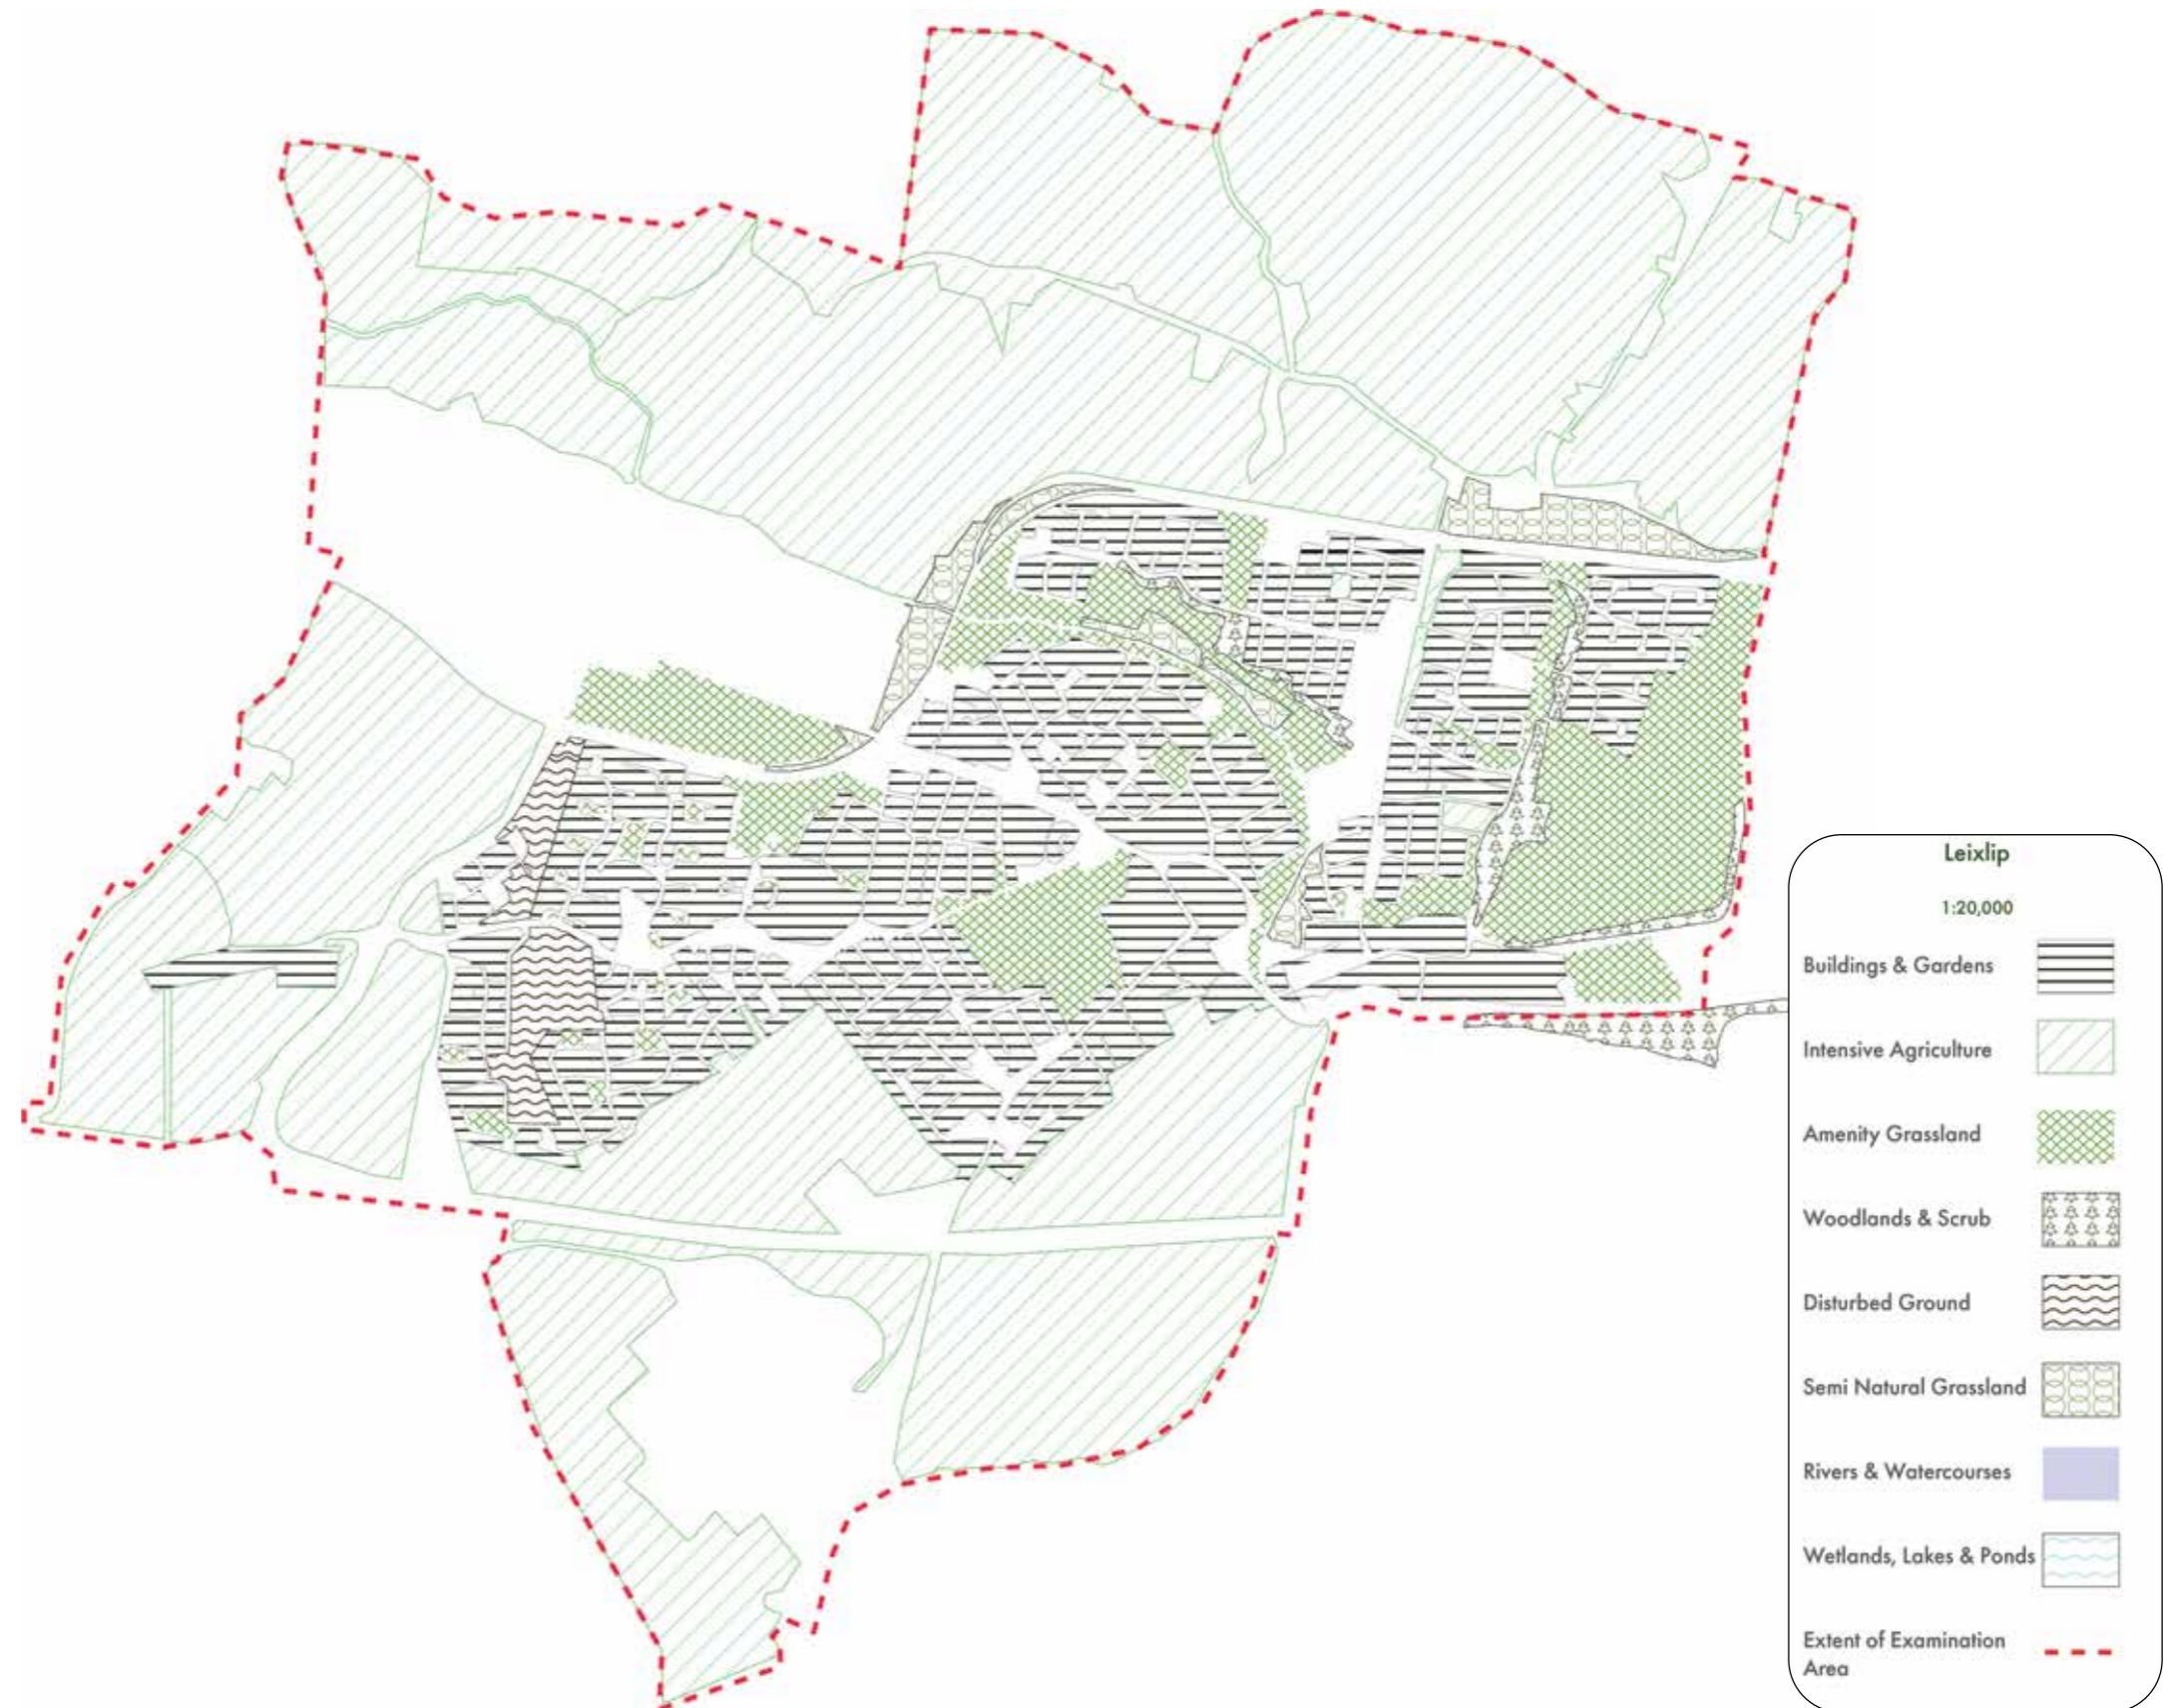 Leixlip
1:20,000
Buildings & Gardens
Intensive Agriculture
Amenity Grassland
Woodlands & Scrub
Disturbed Ground
Semi Natural Grassland
Rivers & Watercourses
Wetlands, Lakes & Ponds
Extent of Examination
Area